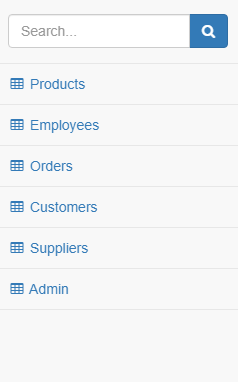 Search...
Products
Employees
Orders
Customers
Suppliers
Admin